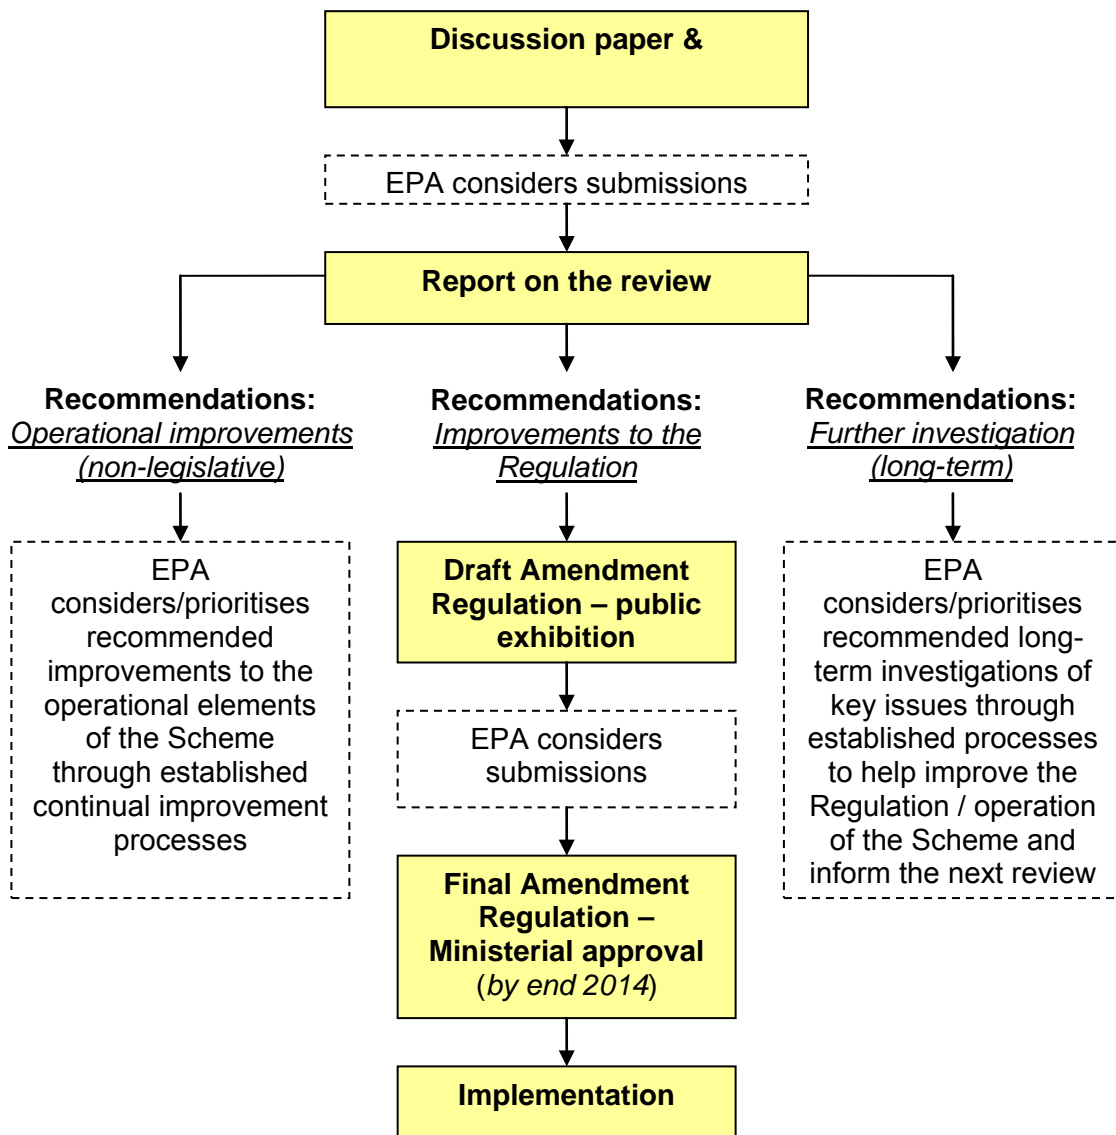 Discussion paper &
EPA considers submissions
Report on the review
Recommendations:
Operational improvements
(non-legislative)
Recommendations:
Improvements to the
Regulation
Recommendations:
Further investigation
(long-term)
EPA
considers/prioritises
recommended
improvements to the
operational elements
of the Scheme
through established
continual improvement
processes
Draft Amendment
Regulation – public
exhibition
EPA considers
submissions
Final Amendment
Regulation –
Ministerial approval
(by end 2014)
Implementation
EPA
considers/prioritises
recommended long-
term investigations of
key issues through
established processes
to help improve the
Regulation / operation
of the Scheme and
inform the next review